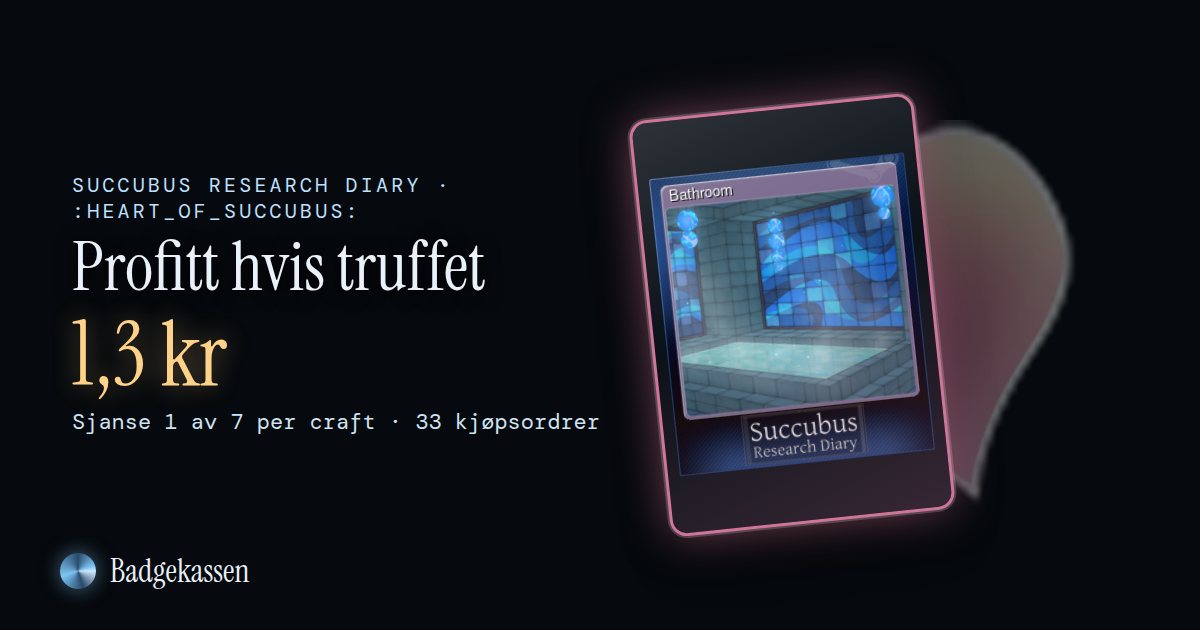 SUCCUBUS RESEARCH DIARY ·
:HEART_OF_SUCCUBUS:
Profitt hvis truffet
1,3 kr
Sjanse 1 av 7 per craft · 33 kjøpsordrer
Bathroom
Succubus
Research Diary
Badgekassen